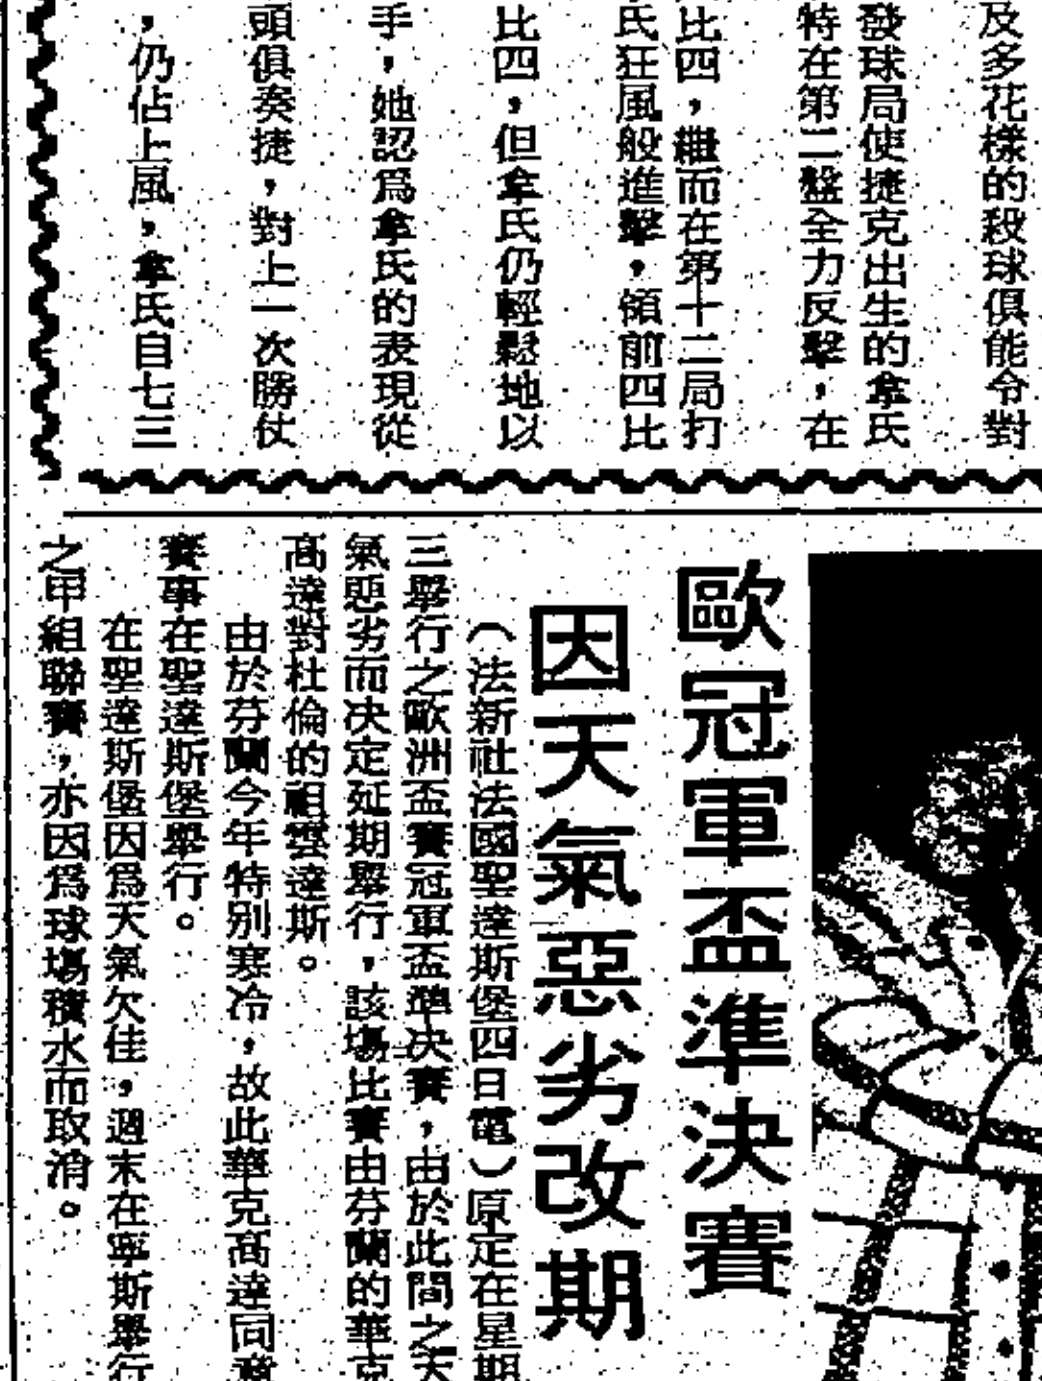 及多花樣的殺球俱能令對
發球局使捷克出生的拿氏
特在第二盤全力反擊，在
比四，繼而在第十二局打
氏狂風般進擊，領前四比
比四，但拿氏仍輕鬆地以
手，她認爲拿氏的表現從
頭俱奏捷，對上一次勝仗
，仍佔上風，拿氏自七三
歐冠軍盃準決賽
因天氣惡劣改期
（法新社法國聖達斯堡四日電）原定在星期
三舉行之歐洲盃賽冠軍盃準决賽，由於此間之天
氣惡劣而决定延期舉行，該場比賽由芬蘭的華克
高達對杜倫的祖雲達斯。
由於芬蘭今年特别寒冷，故此華克高達同意
賽事在聖達斯堡舉行。
在聖達斯堡因爲天氣欠佳，週末在寧斯舉行
之甲組聯賽，亦因爲球塲積水而取消。